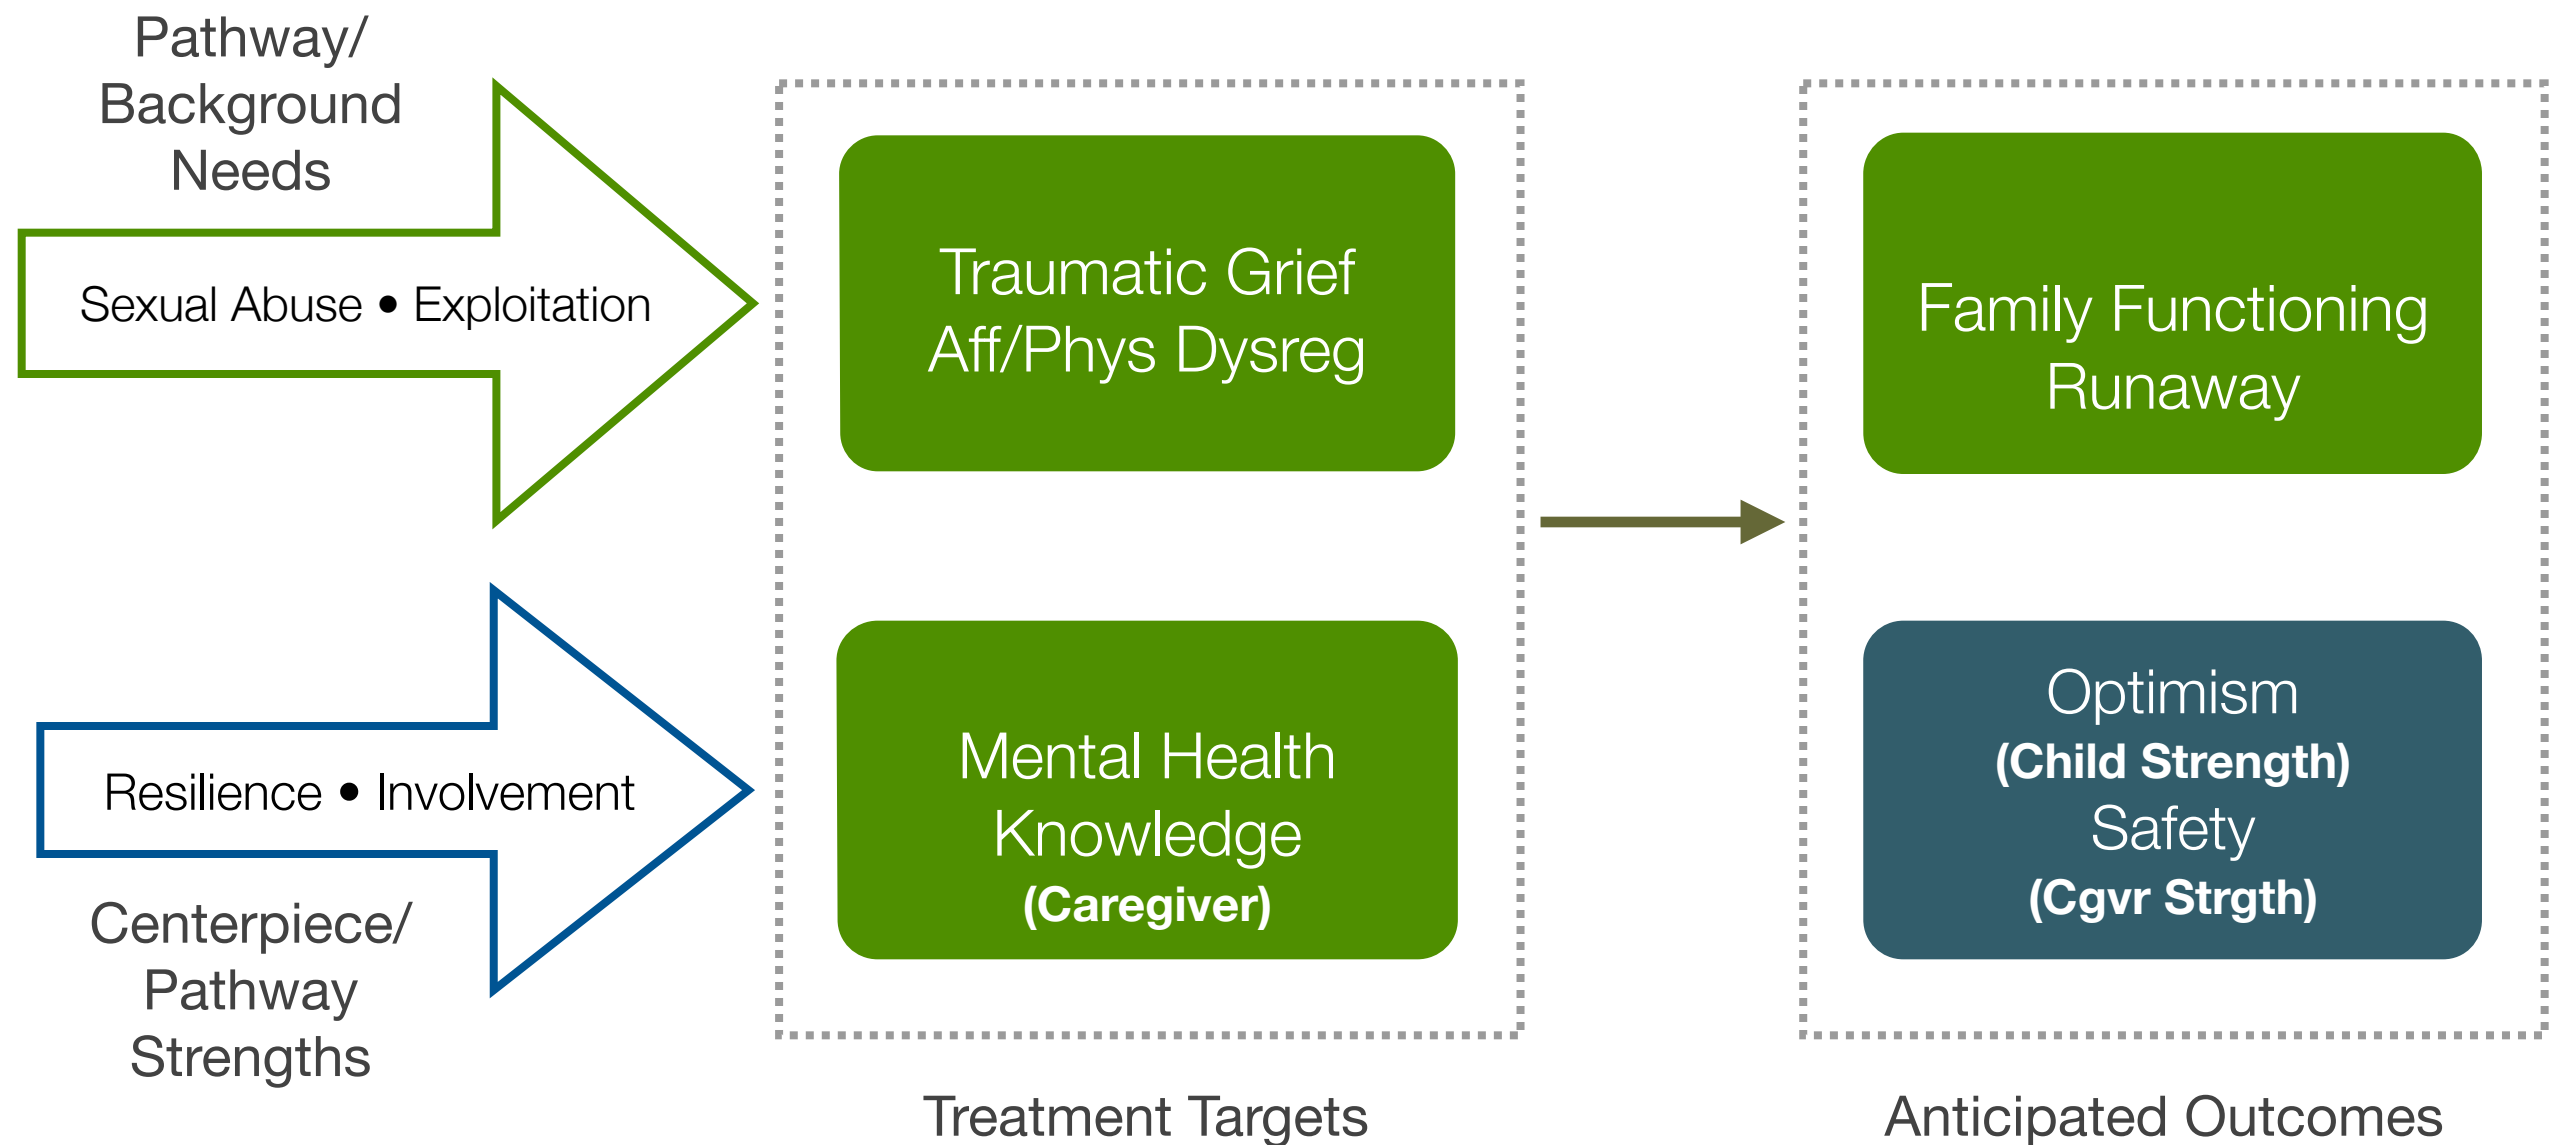 Pathway/
Background
Needs
Sexual Abuse • Exploitation
Resilience • Involvement
Centerpiece/
Pathway
Strengths
Traumatic Grief
Aff/Phys Dysreg
Mental Health
Knowledge
(Caregiver)
Treatment Targets
Family Functioning
Runaway
Optimism
(Child Strength)
Safety
(Cgvr Strgth)
Anticipated Outcomes